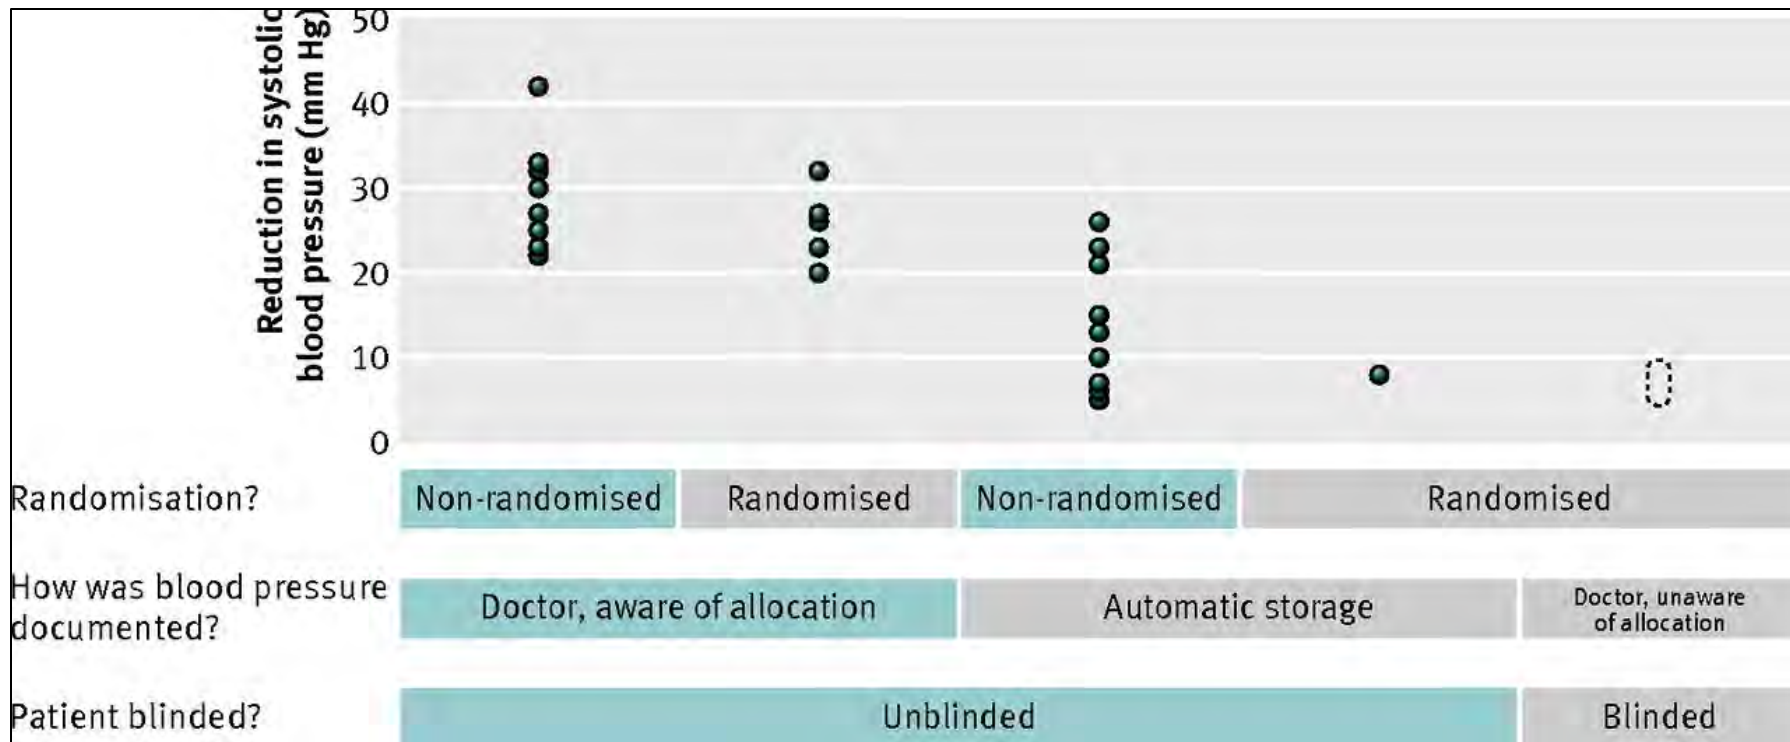 Reduction in systolic
blood pressure (mm Hg)
50
40
30
20
10
0
Randomisation?
Non-randomised
Randomised
Non-randomised
Randomised
How was blood pressure
documented?
Doctor, aware of allocation
Automatic storage
Doctor, unaware
of allocation
Patient blinded?
Unblinded
Blinded